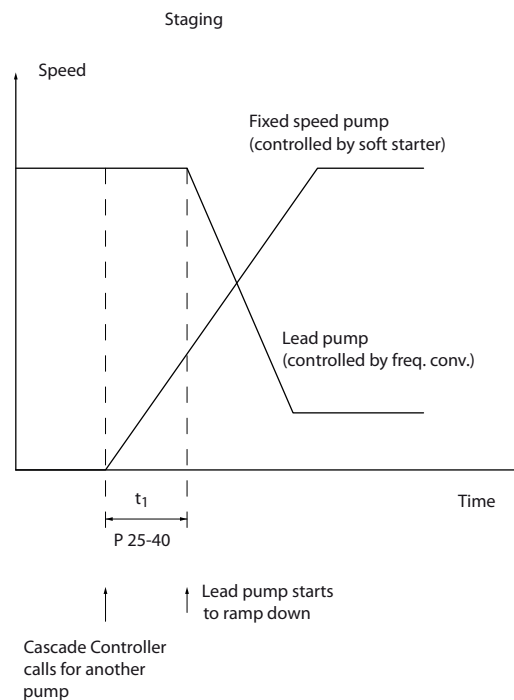 Staging
Speed
Fixed speed pump
(controlled by soft starter)
Lead pump
(controlled by freq. conv.)
t1
Time
P 25-40
Lead pump starts
to ramp down
Cascade Controller
calls for another
pump